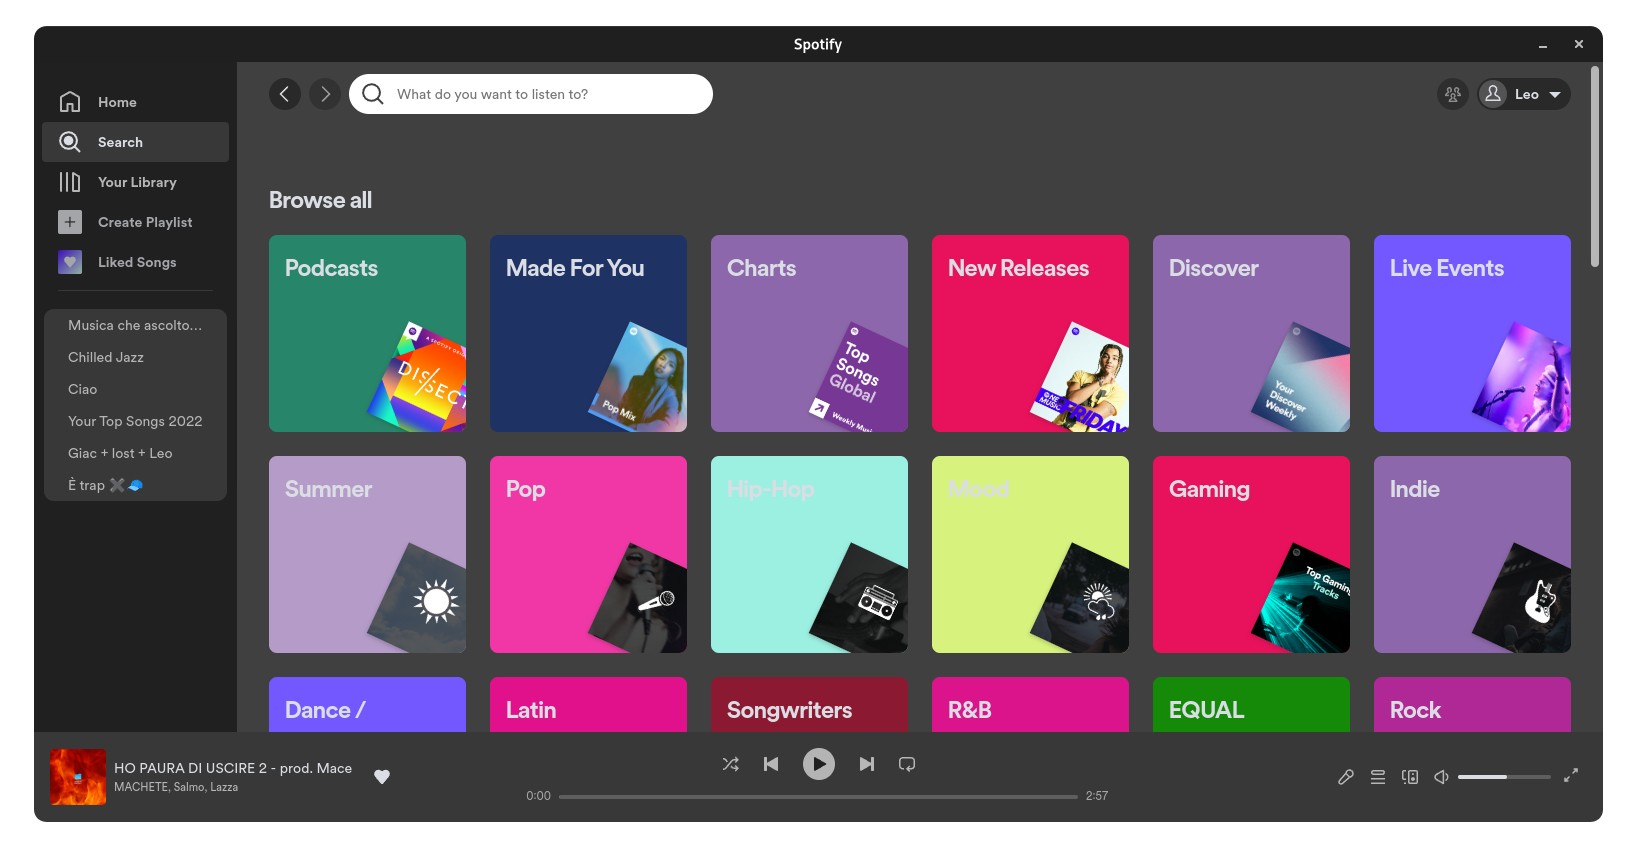 Spotify
Home
Search
Your Library
Create Playlist
Liked Songs
Musica che ascolto...
Chilled Jazz
Ciao
Your Top Songs 2022
Giac + lost + Leo
È trap ✖️🧢
What do you want to listen to?
Leo
Browse all
Podcasts
A SPOTIFY
DISSECT
Made For You
Pop Mix
Charts
Top
Songs
Global
Weekly
New Releases
NEW
MUSIC
FRIDAY
Discover
Your
Discover
Weekly
Live Events
Summer
Pop
Hip-Hop
Mood
Gaming
Top Gaming
Tracks
Indie
Dance /
Latin
Songwriters
R&B
EQUAL
Rock
HO PAURA DI USCIRE 2 - prod. Mace
MACHETE, Salmo, Lazza
0:00
2:57